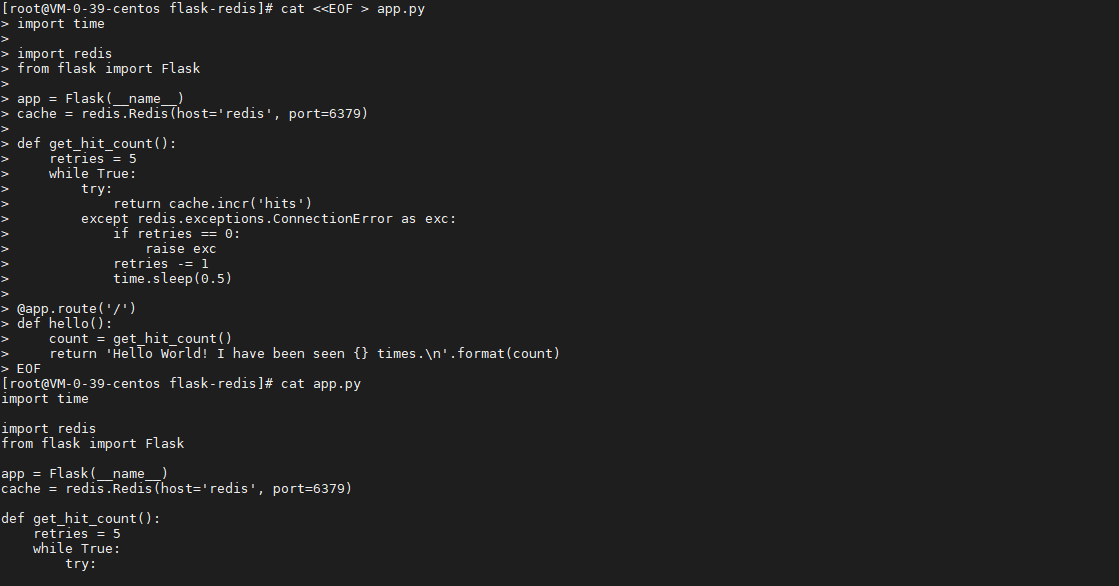 [root@VM-0-39-centos flask-redis]# cat <<EOF > app.py
> import time
>
> import redis
> from flask import Flask
>
> app = Flask(__name__)
> cache = redis.Redis(host='redis', port=6379)
>
> def get_hit_count():
>     retries = 5
>     while True:
>         try:
>             return cache.incr('hits')
>         except redis.exceptions.ConnectionError as exc:
>             if retries == 0:
>                 raise exc
>             retries -= 1
>             time.sleep(0.5)
>
> @app.route('/')
> def hello():
>     count = get_hit_count()
>     return 'Hello World! I have been seen {} times.\n'.format(count)
> EOF
[root@VM-0-39-centos flask-redis]# cat app.py
import time

import redis
from flask import Flask

app = Flask(__name__)
cache = redis.Redis(host='redis', port=6379)

def get_hit_count():
    retries = 5
    while True:
        try: